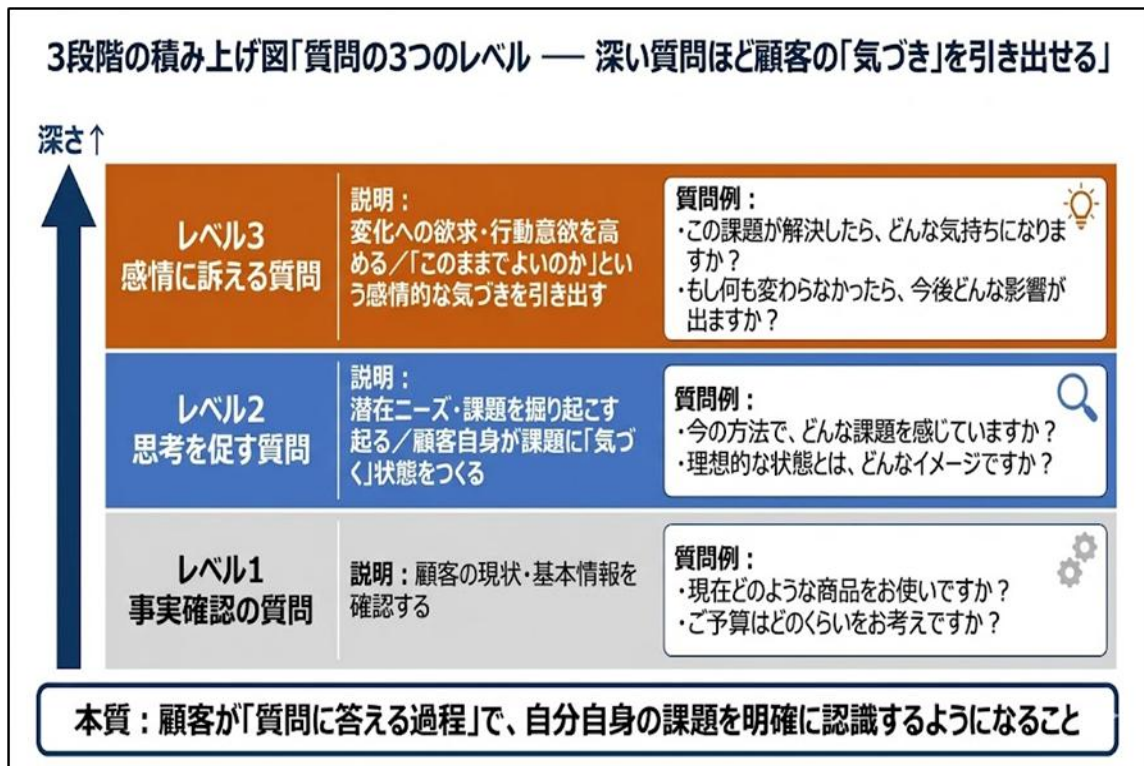 3段階の積み上げ図「質問の3つのレベル ― 深い質問ほど顧客の「気づき」を引き出せる」
深さ↑
レベル3
感情に訴える質問
説明：
変化への欲求・行動意欲を高
める／「このままでよいのか」とい
う感情的な気づきを引き出す
質問例：
・この課題が解決したら、どんな気持ちになりま
すか？
・もし何も変わらなかったら、今後どんな影響が
出ますか？
レベル2
思考を促す質問
説明：
潜在ニーズ・課題を掘り起こす
起る／顧客自身が課題に「気づ
く」状態をつくる
質問例：
・今の方法で、どんな課題を感じていますか？
・理想的な状態とは、どんなイメージですか？
レベル1
事実確認の質問
説明：顧客の現状・基本情報を
確認する
質問例：
・現在どのような商品をお使いですか？
・ご予算はどのくらいをお考えですか？
本質：顧客が「質問に答える過程」で、自分自身の課題を明確に認識するようになること